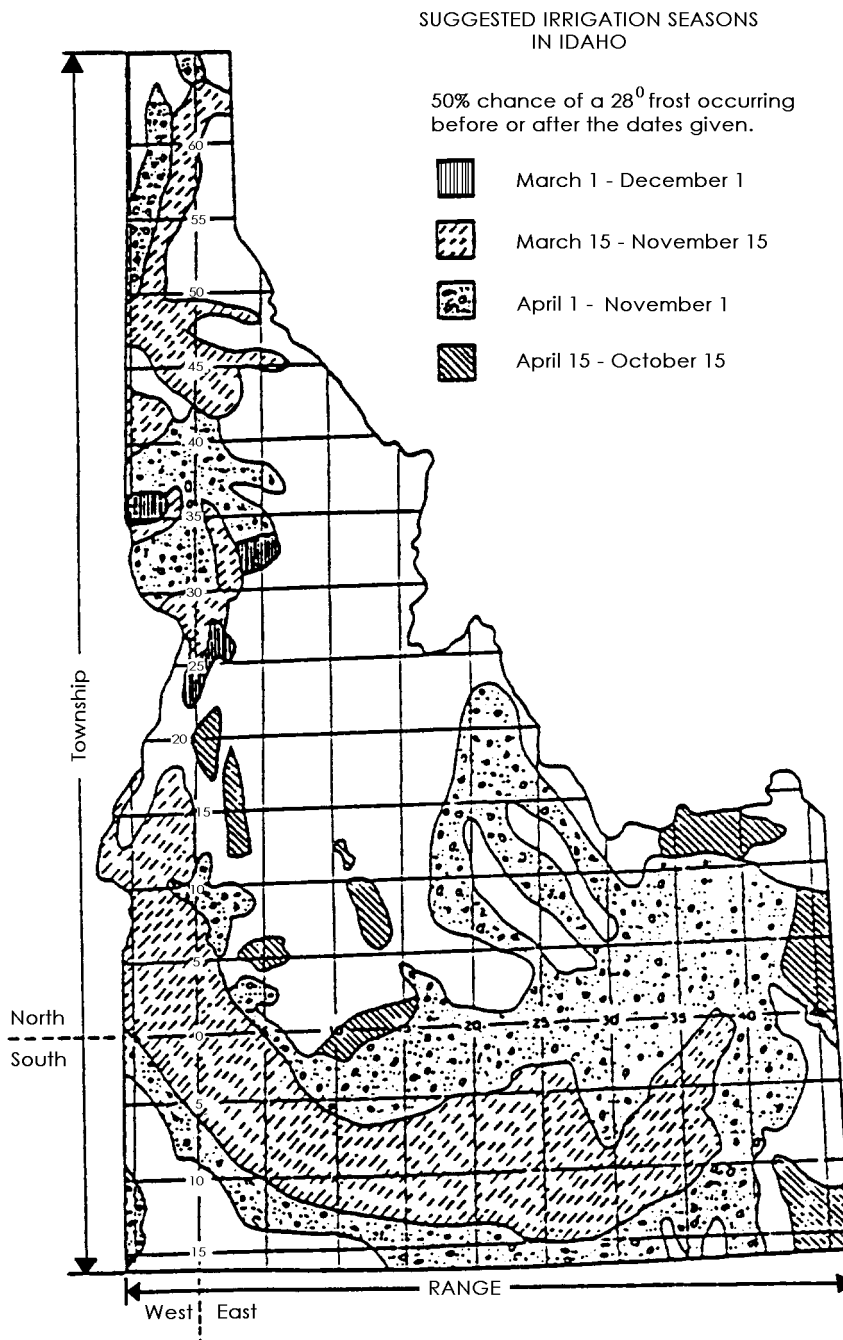 SUGGESTED IRRIGATION SEASONS
IN IDAHO
50% chance of a 28⁰ frost occurring
before or after the dates given.
March 1 - December 1
March 15 - November 15
April 1 - November 1
April 15 - October 15
60
55
50
45
40
35
30
25
20
15
10
5
0
5
10
15
20
25
30
35
40
Township
North
South
RANGE
West
East